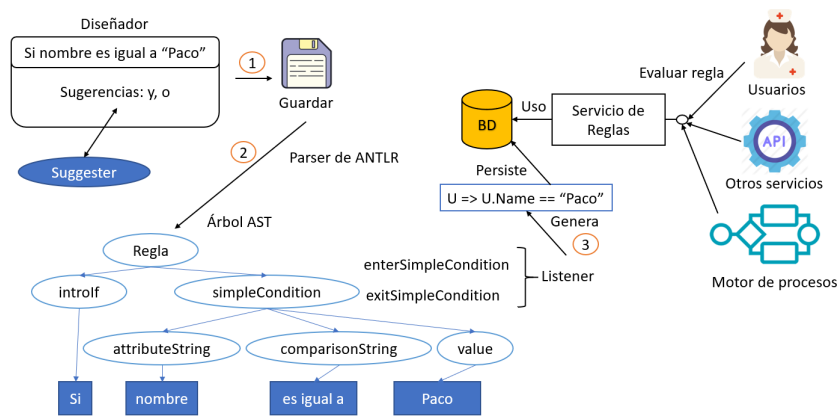 Diseñador
Si nombre es igual a “Paco”
Sugerencias: y, o
Suggester
1
Guardar
2
Parser de ANTLR
Árbol AST
Regla
introIf
simpleCondition
attributeString
comparisonString
value
Si
nombre
es igual a
Paco
enterSimpleCondition
exitSimpleCondition
Listener
3
Genera
U => U.Name == “Paco”
Persiste
BD
Uso
Servicio de
Reglas
Evaluar regla
Usuarios
API
Otros servicios
Motor de procesos